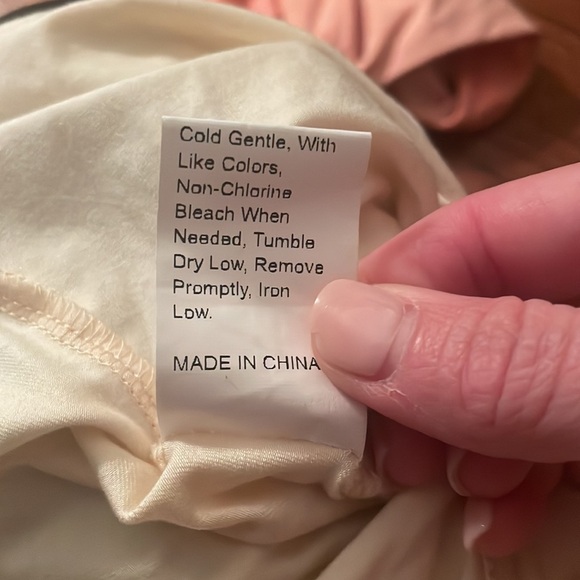 Cold Gentle, With
Like Colors,
Non-Chlorine
Bleach When
Needed, Tumble
Dry Low, Remove
Promptly, Iron
Low.
MADE IN CHINA